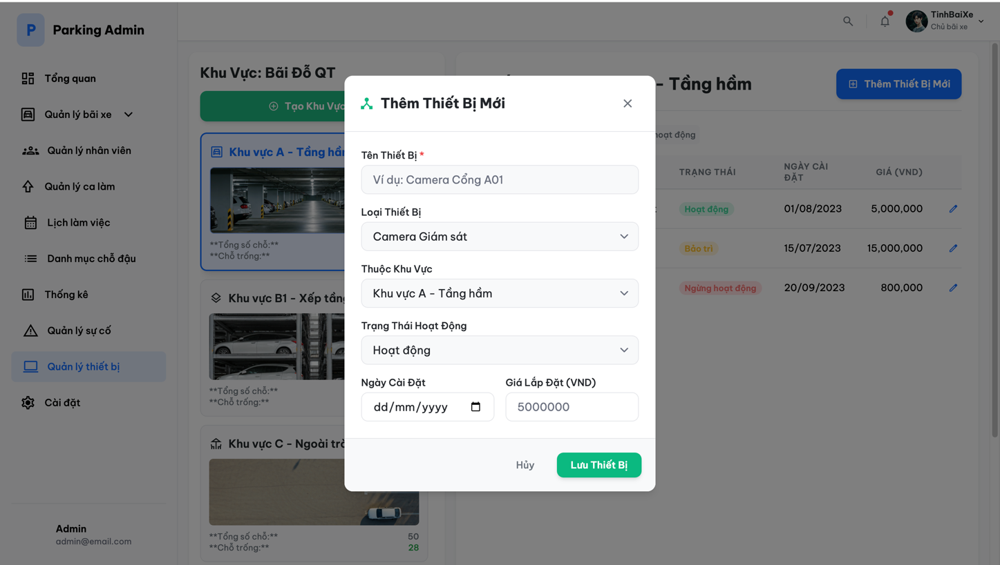 P
Parking Admin
Tổng quan
Quản lý bãi xe
Quản lý nhân viên
Quản lý ca làm
Lịch làm việc
Danh mục chỗ đậu
Thống kê
Quản lý sự cố
Quản lý thiết bị
Cài đặt
Admin
admin@email.com
TinhBaiXe
Chủ bãi xe
Khu Vực: Bãi Đỗ QT
Tạo Khu Vực
Khu vực A - Tầng hầm
**Tổng số chỗ:**
**Chỗ trống:**
Khu vực B1 - Xếp tầng
**Tổng số chỗ:**
**Chỗ trống:**
Khu vực C - Ngoài trờ
**Tổng số chỗ:** 50
**Chỗ trống:** 28
- Tầng hầm
Thêm Thiết Bị Mới
hoạt động
TRẠNG THÁI
NGÀY CÀI
ĐẶT
GIÁ (VND)
Hoạt động 01/08/2023 5,000,000
Bảo trì 15/07/2023 15,000,000
Ngừng hoạt động 20/09/2023 800,000
Thêm Thiết Bị Mới
Tên Thiết Bị *
Ví dụ: Camera Cổng A01
Loại Thiết Bị
Camera Giám sát
Thuộc Khu Vực
Khu vực A - Tầng hầm
Trạng Thái Hoạt Động
Hoạt động
Ngày Cài Đặt
dd/mm/yyyy
Giá Lắp Đặt (VND)
5000000
Hủy
Lưu Thiết Bị